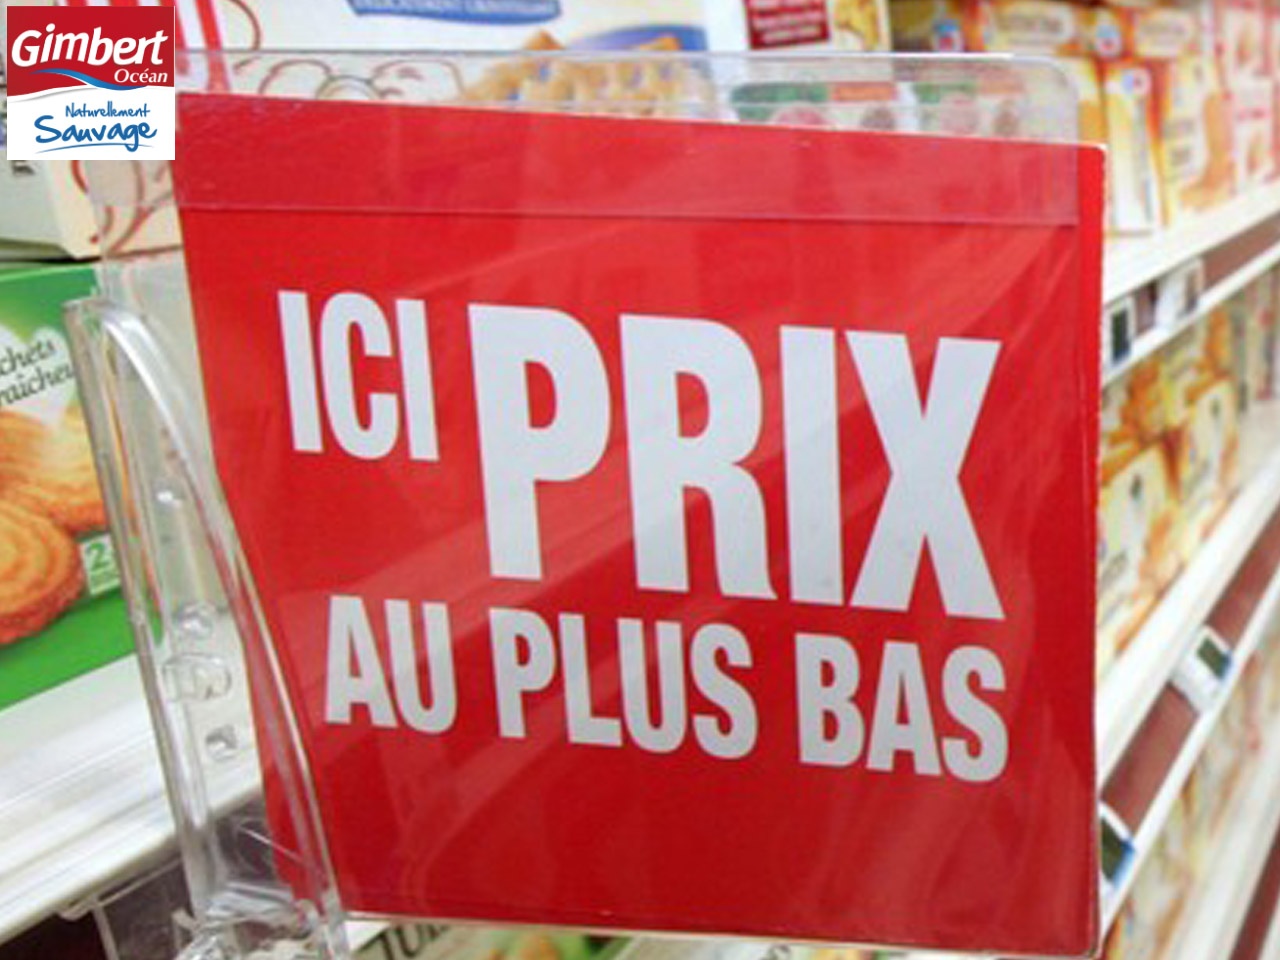 Gimbert
Océan
Naturellement
Sauvage
ICI PRIX
AU PLUS BAS